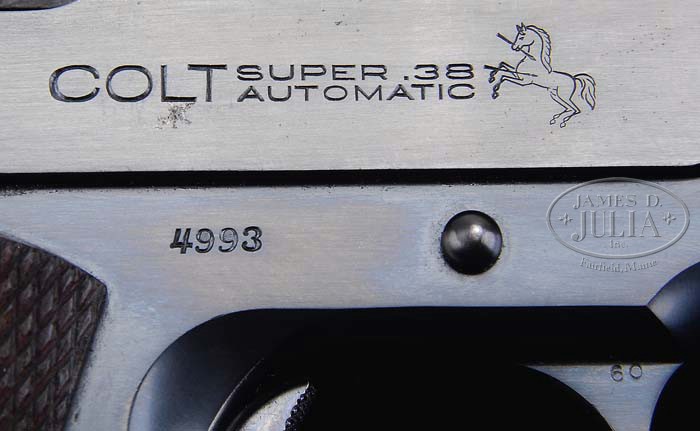 COLT SUPER .38
AUTOMATIC
4993
JAMES D.
JULIA
Inc.
Fairfield, Maine
60